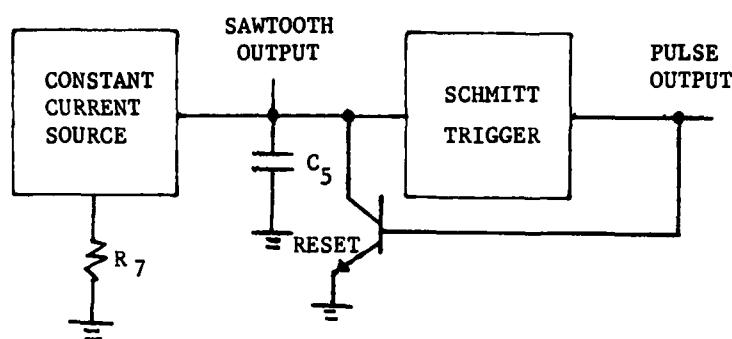 SAWTOOTH
OUTPUT
CONSTANT
CURRENT
SOURCE
SCHMITT
TRIGGER
PULSE
OUTPUT
C5
RESET
R7